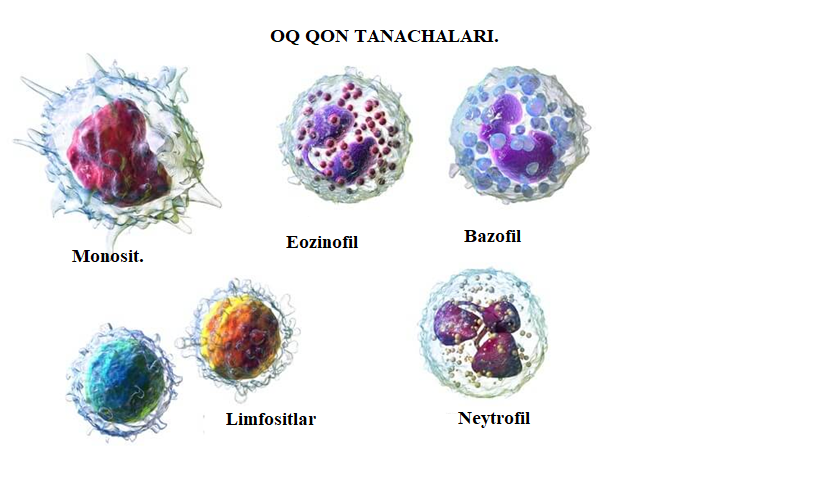 OQ QON TANACHALARI.
Monosit.
Eozinofil
Bazofil
Limfositlar
Neytrofil